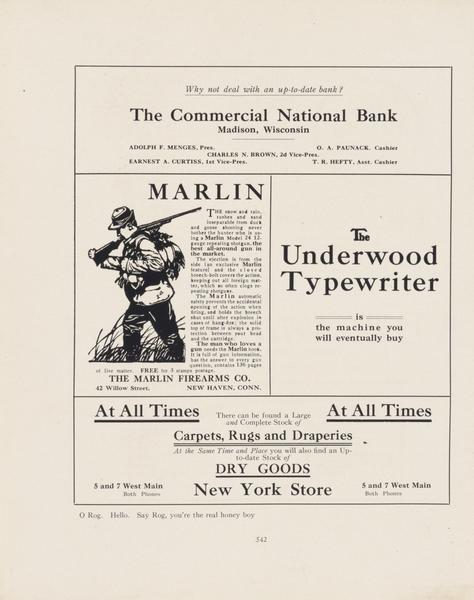 Why not deal with an up-to-date bank?
The Commercial National Bank
Madison, Wisconsin
ADOLPH F. MENGES, Pres.
O. A. PAUNACK. Cashier
CHARLES N. BROWN, 2d Vice-Pres.
EARNEST A. CURTISS, 1st Vice-Pres.
T. R. HEFTY, Asst. Cashier
MARLIN
THE snow and rain,
rushes and sand
inseparable from duck
and goose shooting never
bother the hunter who is us-
ing a Marlin Model 24 12-
gauge repeating shotgun, the
best all-around gun in
the market.
The ejection is from the
side (an exclusive Marlin
feature) and the closed
breech-bolt covers the action,
keeping out all foreign mat-
ter, which so often clogs re-
peating shotguns.
The Marlin automatic
safety prevents the accidental
opening of the action when
firing, and holds the breech
shut until after explosion in
cases of hang-fire; the solid
top of frame is always a pro-
tection between your head
and the cartridge.
The man who loves a
gun needs the Marlin book.
It is full of gun information,
has the answer to every gun
question, contains 136 pages
of live matter. FREE for 3 stamps postage.
THE MARLIN FIREARMS CO.
42 Willow Street.
NEW HAVEN, CONN.
The
Underwood
Typewriter
is
the machine you
will eventually buy
At All Times
There can be found a Large
and Complete Stock of
At All Times
Carpets, Rugs and Draperies
At the Same Time and Place you will also find an Up-
to-date Stock of
DRY GOODS
5 and 7 West Main
Both Phones
New York Store
5 and 7 West Main
Both Phones
O Rog. Hello. Say Rog, you're the real honey boy
542